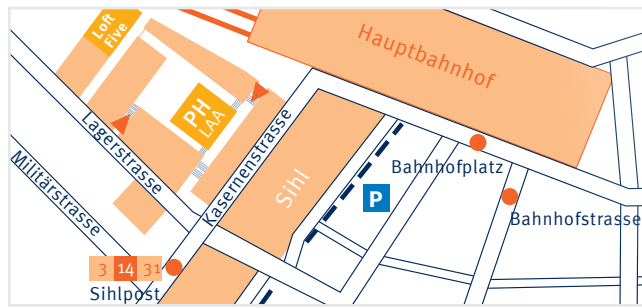 Loft
Five
Hauptbahnhof
PH
LAA
Lagerstrasse
Kasernenstrasse
Militärstrasse
Sihl
Bahnhofplatz
P
Bahnhofstrasse
3 14 31
Sihlpost